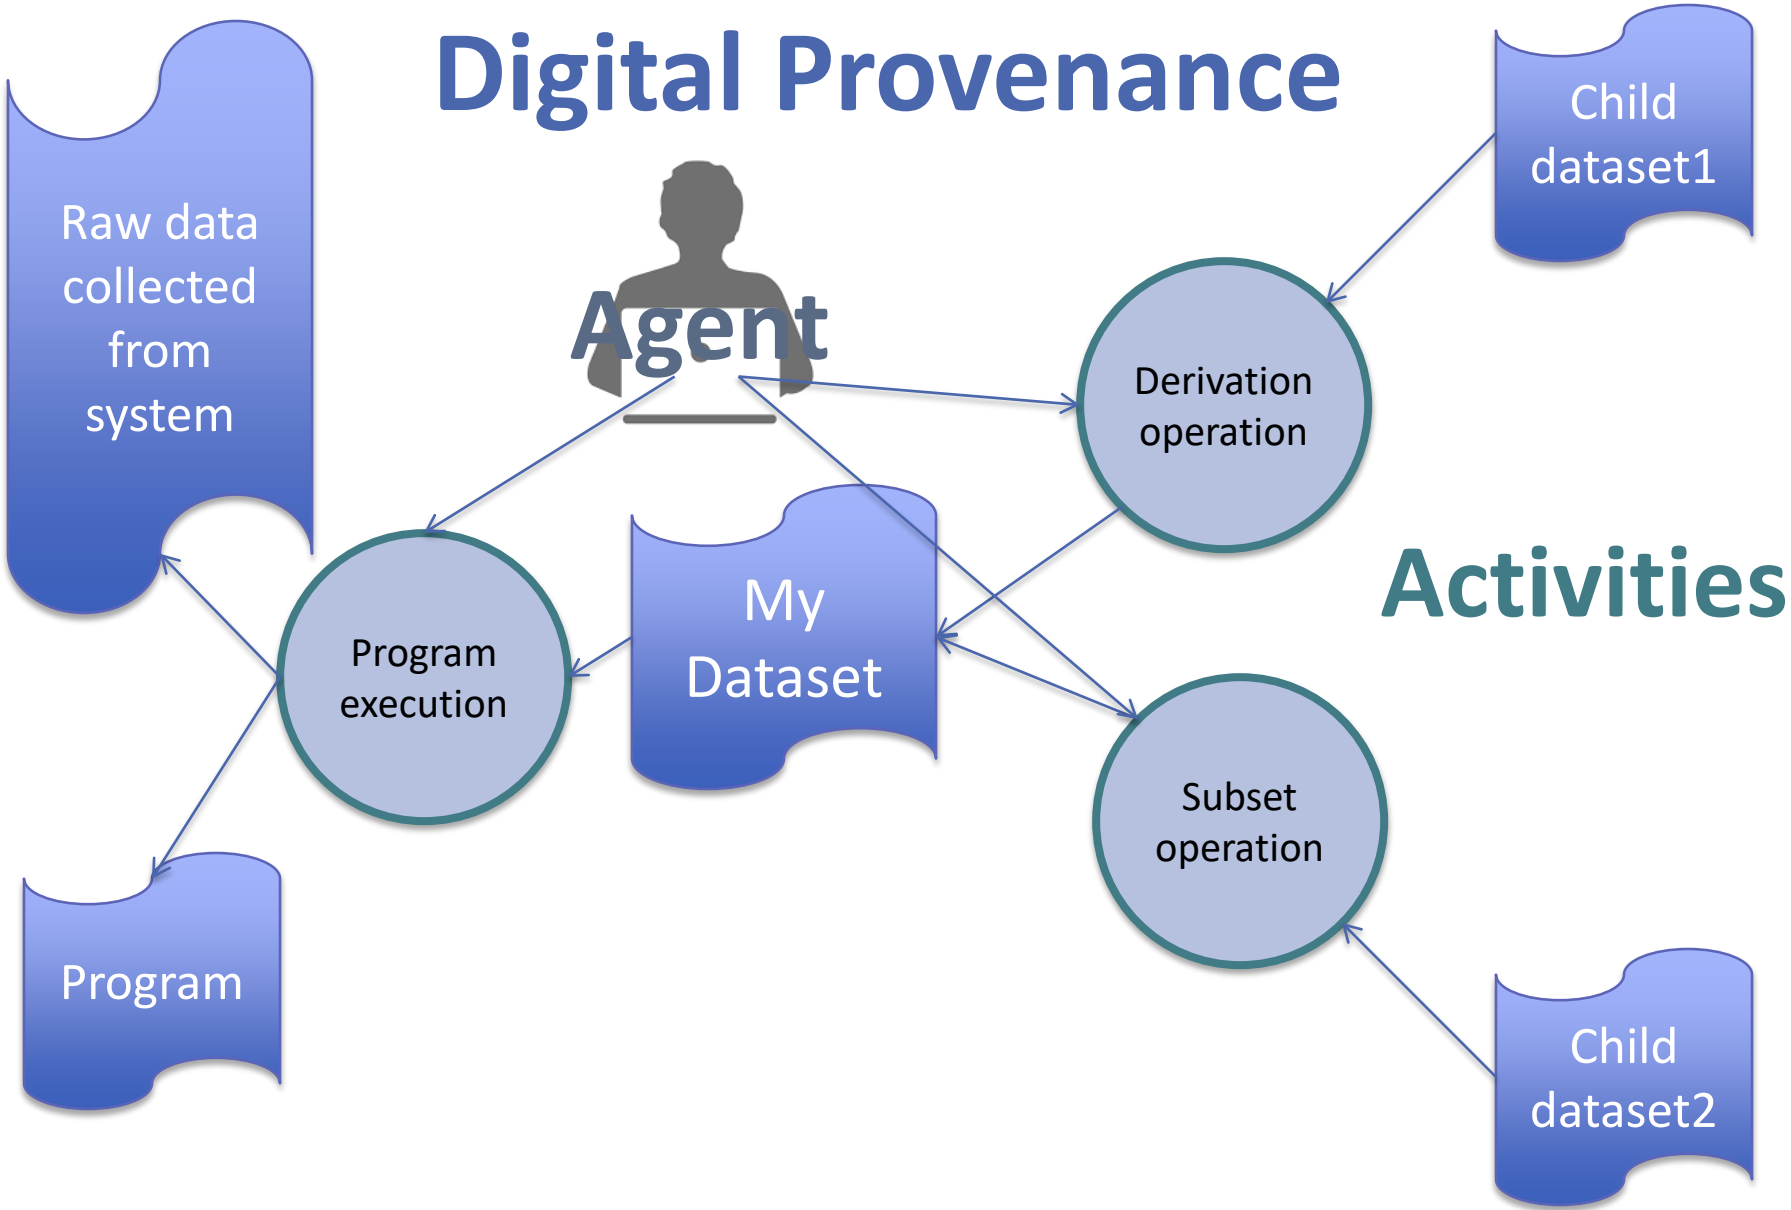 Digital Provenance
Raw data
collected
from
system
Agent
Child
dataset1
Derivation
operation
Activities
My
Dataset
Program
execution
Subset
operation
Program
Child
dataset2